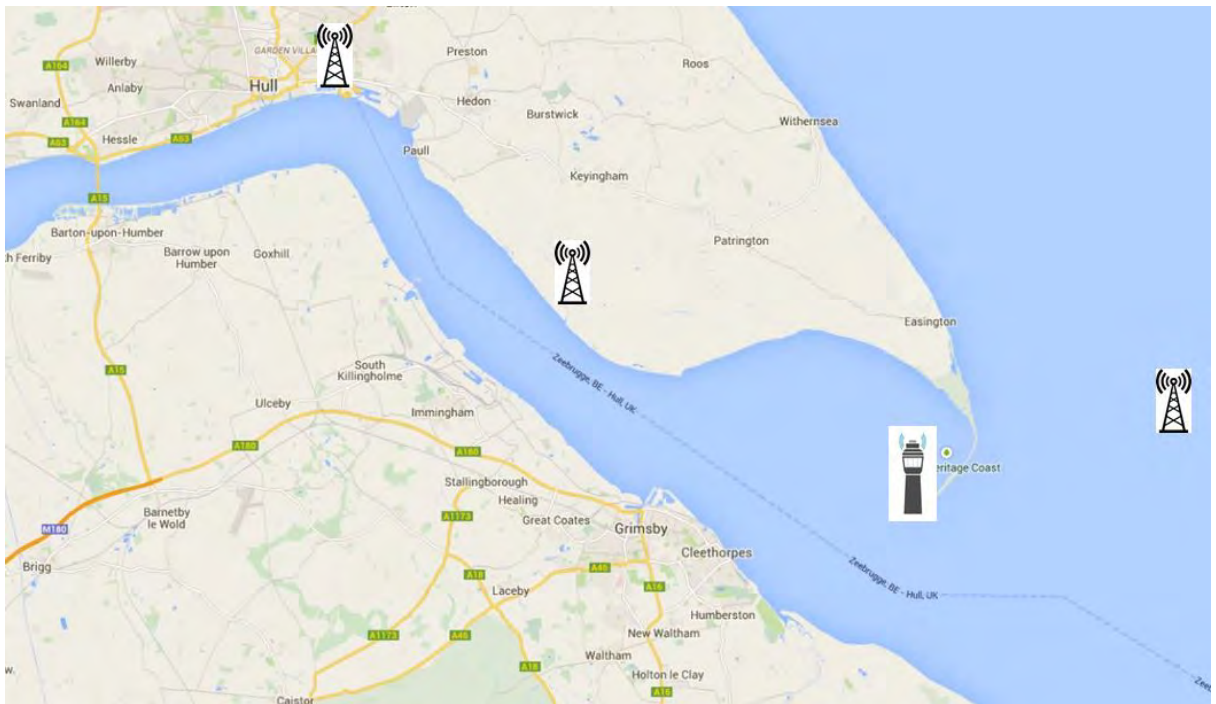 GARDEN VILLA
Willerby
Preston
Roos
A164
Anlaby
Hull
Hedon
Swanland
Burstwick
Withernsea
A164
A63
Hessle
A63
Paull
Keyingham
A15
Barton-upon-Humber
Patrington
Barrow upon
Humber
Goxhill
th Ferriby
Easington
Zeebrugge, BE - Hull, UK
South
Killingholme
A15
Ulceby
Immingham
A180
A180
eritage Coast
Stallingborough
Healing
Barnetby
le Wold
A1173
Great Coates
Grimsby
M180
Cleethorpes
Brigg
A18
A46
Zeebrugge, BE - Hull, UK
Laceby
A16
Humberston
A1173
A46
New Waltham
Waltham
A18
w.
Holton le Clay
Caistor
A16
Zeeb